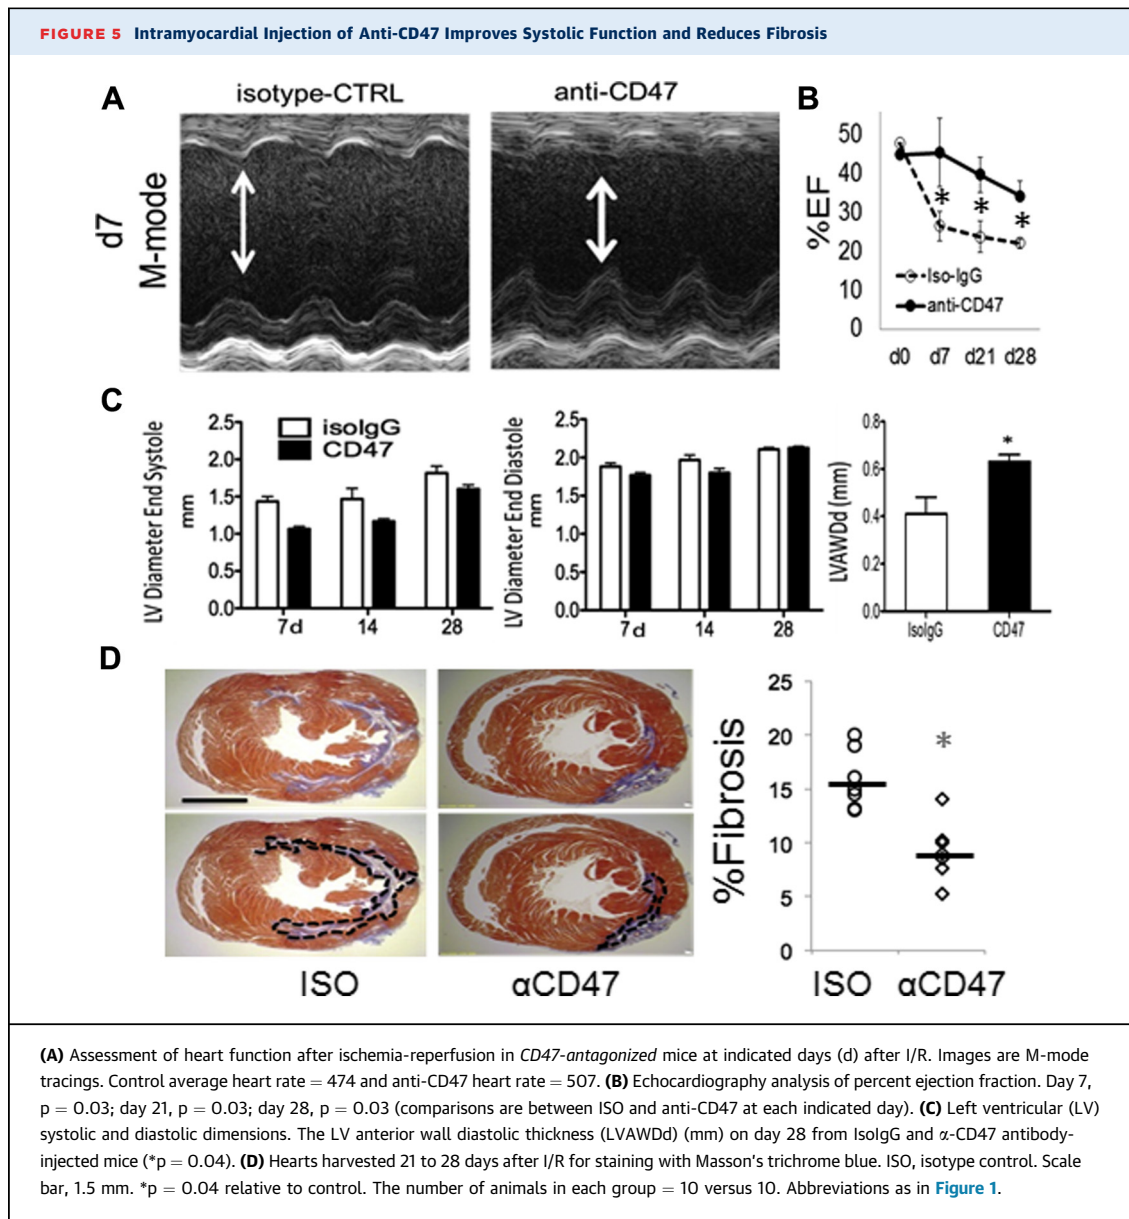 FIGURE 5 Intramyocardial Injection of Anti-CD47 Improves Systolic Function and Reduces Fibrosis
A
isotype-CTRL
anti-CD47
d7
M-mode
B
%EF
50
40
30
20
10
0
*
*
*
Iso-IgG
anti-CD47
d0 d7 d21 d28
C
LV Diameter End Systole
mm
2.5
2.0
1.5
1.0
0.5
0.0
isoIgG
CD47
7d 14 28
LV Diameter End Diastole
mm
2.5
2.0
1.5
1.0
0.5
0.0
7d 14 28
LVAWDd (mm)
0.8
0.6
0.4
0.2
0.0
*
IsoIgG CD47
D
ISO
αCD47
%Fibrosis
25
20
15
10
5
0
*
ISO αCD47
(A) Assessment of heart function after ischemia-reperfusion in CD47-antagonized mice at indicated days (d) after I/R. Images are M-mode
tracings. Control average heart rate = 474 and anti-CD47 heart rate = 507. (B) Echocardiography analysis of percent ejection fraction. Day 7,
p = 0.03; day 21, p = 0.03; day 28, p = 0.03 (comparisons are between ISO and anti-CD47 at each indicated day). (C) Left ventricular (LV)
systolic and diastolic dimensions. The LV anterior wall diastolic thickness (LVAWDd) (mm) on day 28 from IsoIgG and α-CD47 antibody-
injected mice (*p = 0.04). (D) Hearts harvested 21 to 28 days after I/R for staining with Masson's trichrome blue. ISO, isotype control. Scale
bar, 1.5 mm. *p = 0.04 relative to control. The number of animals in each group = 10 versus 10. Abbreviations as in Figure 1.